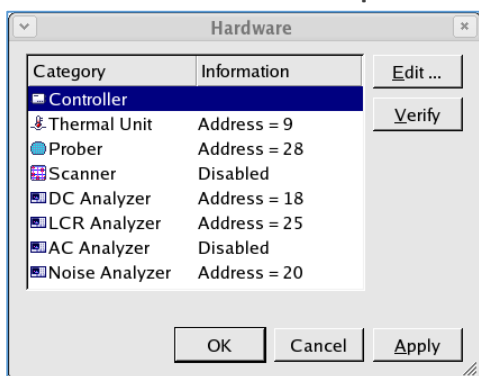 Hardware
Category Information
Edit ...
Controller
Verify
Thermal Unit Address = 9
Prober Address = 28
Scanner Disabled
DC Analyzer Address = 18
LCR Analyzer Address = 25
AC Analyzer Disabled
Noise Analyzer Address = 20
OK Cancel Apply